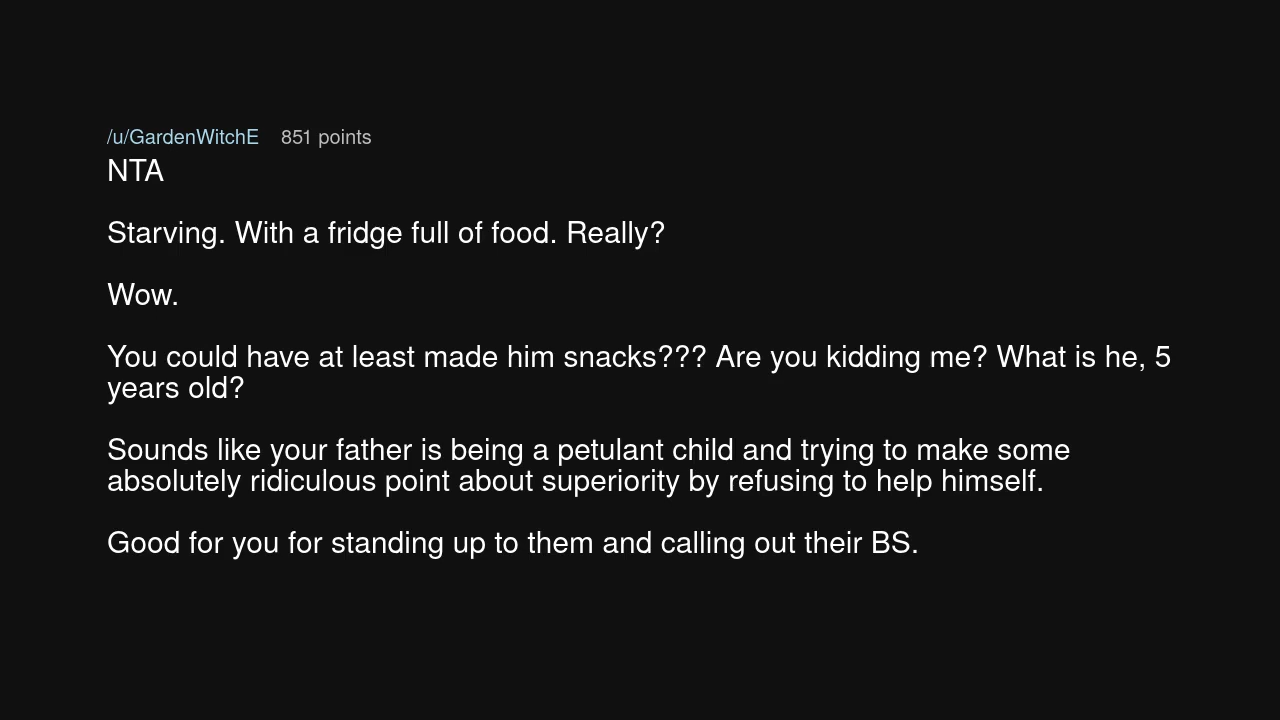 /u/GardenWitchE 851 points
NTA
Starving. With a fridge full of food. Really?
Wow.
You could have at least made him snacks??? Are you kidding me? What is he, 5
years old?
Sounds like your father is being a petulant child and trying to make some
absolutely ridiculous point about superiority by refusing to help himself.
Good for you for standing up to them and calling out their BS.